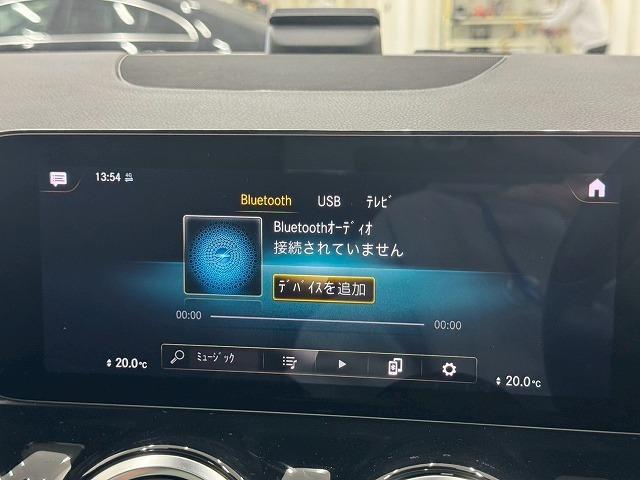 13:54 4G
Bluetooth USB ﾃﾚﾋﾞ
Bluetoothｵｰﾃﾞｨｵ
接続されていません
ﾃﾞﾊﾞｲｽを追加
00:00 00:00
ﾐｭｰｼﾞｯｸ
20.0°C
20.0°C